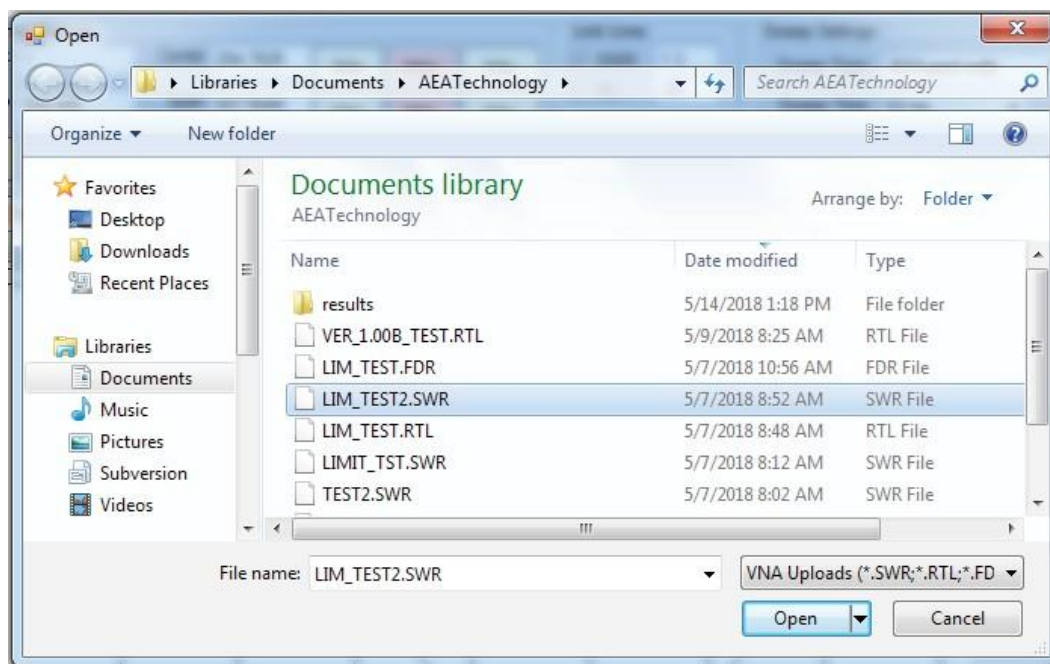 Open
Libraries Documents AEATechnology Search AEATechnology
Organize New folder
Favorites
Desktop
Downloads
Recent Places
Libraries
Documents
Music
Pictures
Subversion
Videos
Documents library
AEATechnology
Arrange by: Folder
Name Date modified Type
results 5/14/2018 1:18 PM File folder
VER_1.00B_TEST.RTL 5/9/2018 8:25 AM RTL File
LIM_TEST.FDR 5/7/2018 10:56 AM FDR File
LIM_TEST2.SWR 5/7/2018 8:52 AM SWR File
LIM_TEST.RTL 5/7/2018 8:48 AM RTL File
LIMIT_TST.SWR 5/7/2018 8:12 AM SWR File
TEST2.SWR 5/7/2018 8:02 AM SWR File
File name: LIM_TEST2.SWR VNA Uploads (*.SWR;*.RTL;*.FD
Open Cancel